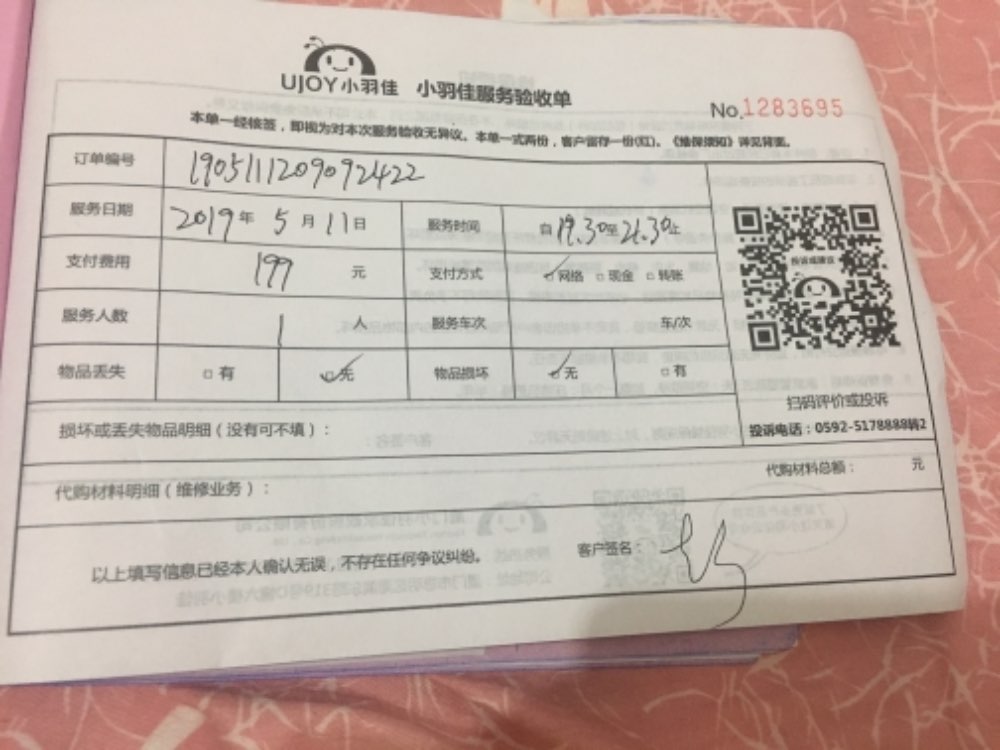 UJOY小羽佳 小羽佳服务验收单
No.1283695
本单一经核签，即视为对本次服务验收无异议。本单一式两份，客户留存一份(红)。《维保须知》详见背面。
订单编号 1905111209092422
服务日期 2019年5月11日 服务时间 自19.30至21.30止
支付费用 199元 支付方式 ☑网络 □现金 □转账
服务人数 1人 服务车次 车/次
物品丢失 □有 ☑无 物品损坏 ☑无 □有
投诉或建议
扫码评价或投诉
投诉电话：0592-5178888转2
损坏或丢失物品明细（没有可不填）：
代购材料明细（维修业务）： 代购材料总额： 元
以上填写信息已经本人确认无误，不存在任何争议纠纷。 客户签名：